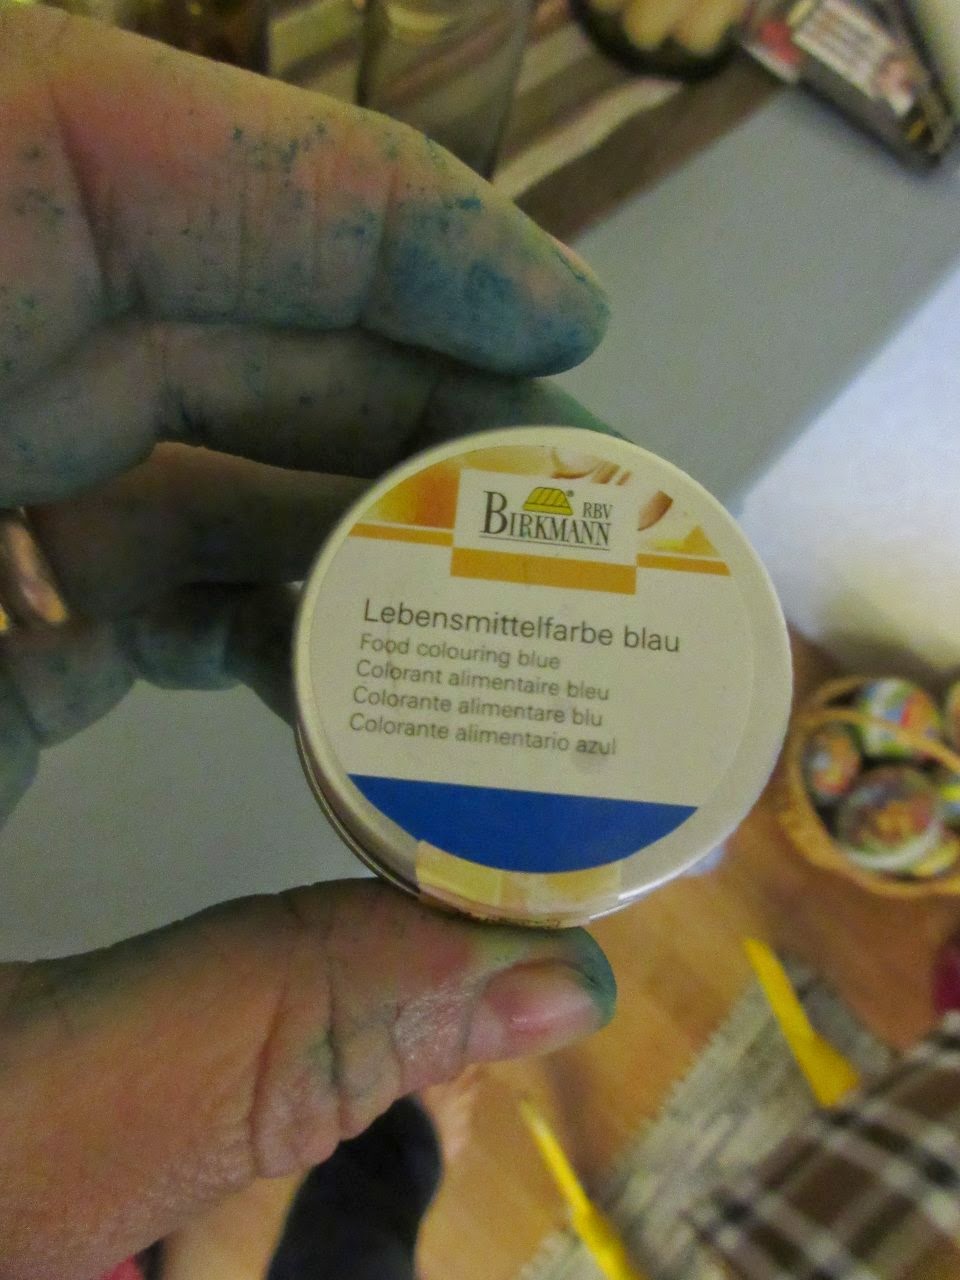 RBV
BIRKMANN
Lebensmittelfarbe blau
Food colouring blue
Colorant alimentaire bleu
Colorante alimentare blu
Colorante alimentario azul